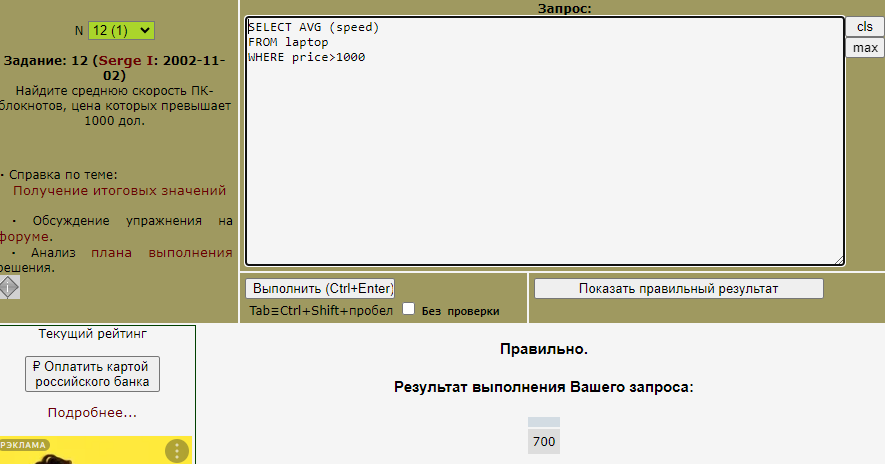 N 12 (1)
Задание: 12 (Serge I: 2002-11-
02)
Найдите среднюю скорость ПК-
блокнотов, цена которых превышает
1000 дол.
· Справка по теме:
Получение итоговых значений
· Обсуждение упражнения на
форуме.
· Анализ плана выполнения
решения.
Запрос:
SELECT AVG (speed)
FROM laptop
WHERE price>1000
cls
max
Выполнить (Ctrl+Enter)
Tab≡Ctrl+Shift+пробел Без проверки
Показать правильный результат
Текущий рейтинг
₽ Оплатить картой
российского банка
Подробнее...
РЭКЛАМА
Правильно.
Результат выполнения Вашего запроса:
700